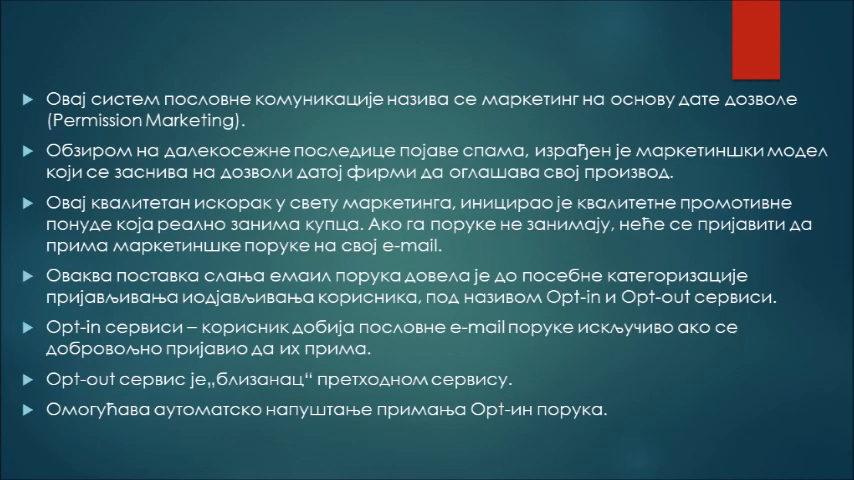 Овај систем пословне комуникације назива се маркетинг на основу дате дозволе
(Permission Marketing).
Обзиром на далекосежне последице појаве спама, израђен је маркетиншки модел
који се заснива на дозволи датој фирми да оглашава свој производ.
Овај квалитетан искорак у свету маркетинга, иницирао је квалитетне промотивне
понуде која реално занима купца. Ако га поруке не занимају, неће се пријавити да
прима маркетиншке поруке на свој e-mail.
Оваква поставка слања емаил порука довела је до посебне категоризације
пријављивања иодјављивања корисника, под називом Opt-in и Opt-out сервиси.
Opt-in сервиси – корисник добија пословне e-mail поруке искључиво ако се
добровољно пријавио да их прима.
Opt-out сервис је„близанац“ претходном сервису.
Омогућава аутоматско напуштање примања Opt-ин порука.